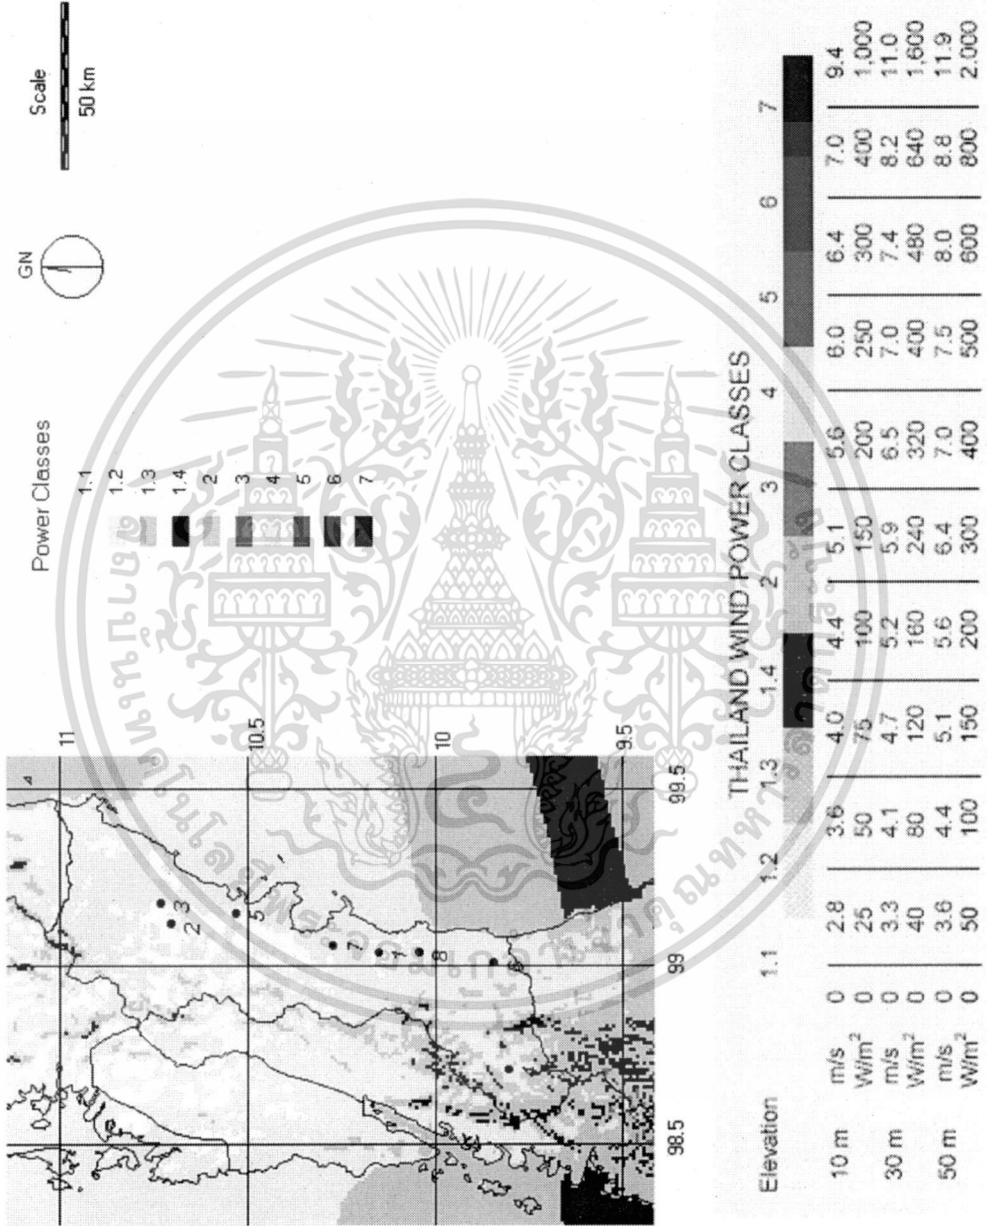 Scale
50 km
GN
Power Classes
1.1
1.2
1.3
1.4
2
3
4
5
6
7
11
10.5
10
9.5
98.5
99
99.5
3
2
5
7
1
8
6
THAILAND WIND POWER CLASSES
1.1 1.2 1.3 1.4 2 3 4 5 6 7
Elevation
10 m m/s 0 2.8 3.6 4.0 4.4 5.1 5.6 6.0 6.4 7.0 9.4
W/m² 0 25 50 75 100 150 200 250 300 400 1,000
30 m m/s 0 3.3 4.1 4.7 5.2 5.9 6.5 7.0 7.4 8.2 11.0
W/m² 0 40 80 120 160 240 320 400 480 640 1,600
50 m m/s 0 3.6 4.4 5.1 5.6 6.4 7.0 7.5 8.0 8.8 11.9
W/m² 0 50 100 150 200 300 400 500 600 800 2.000